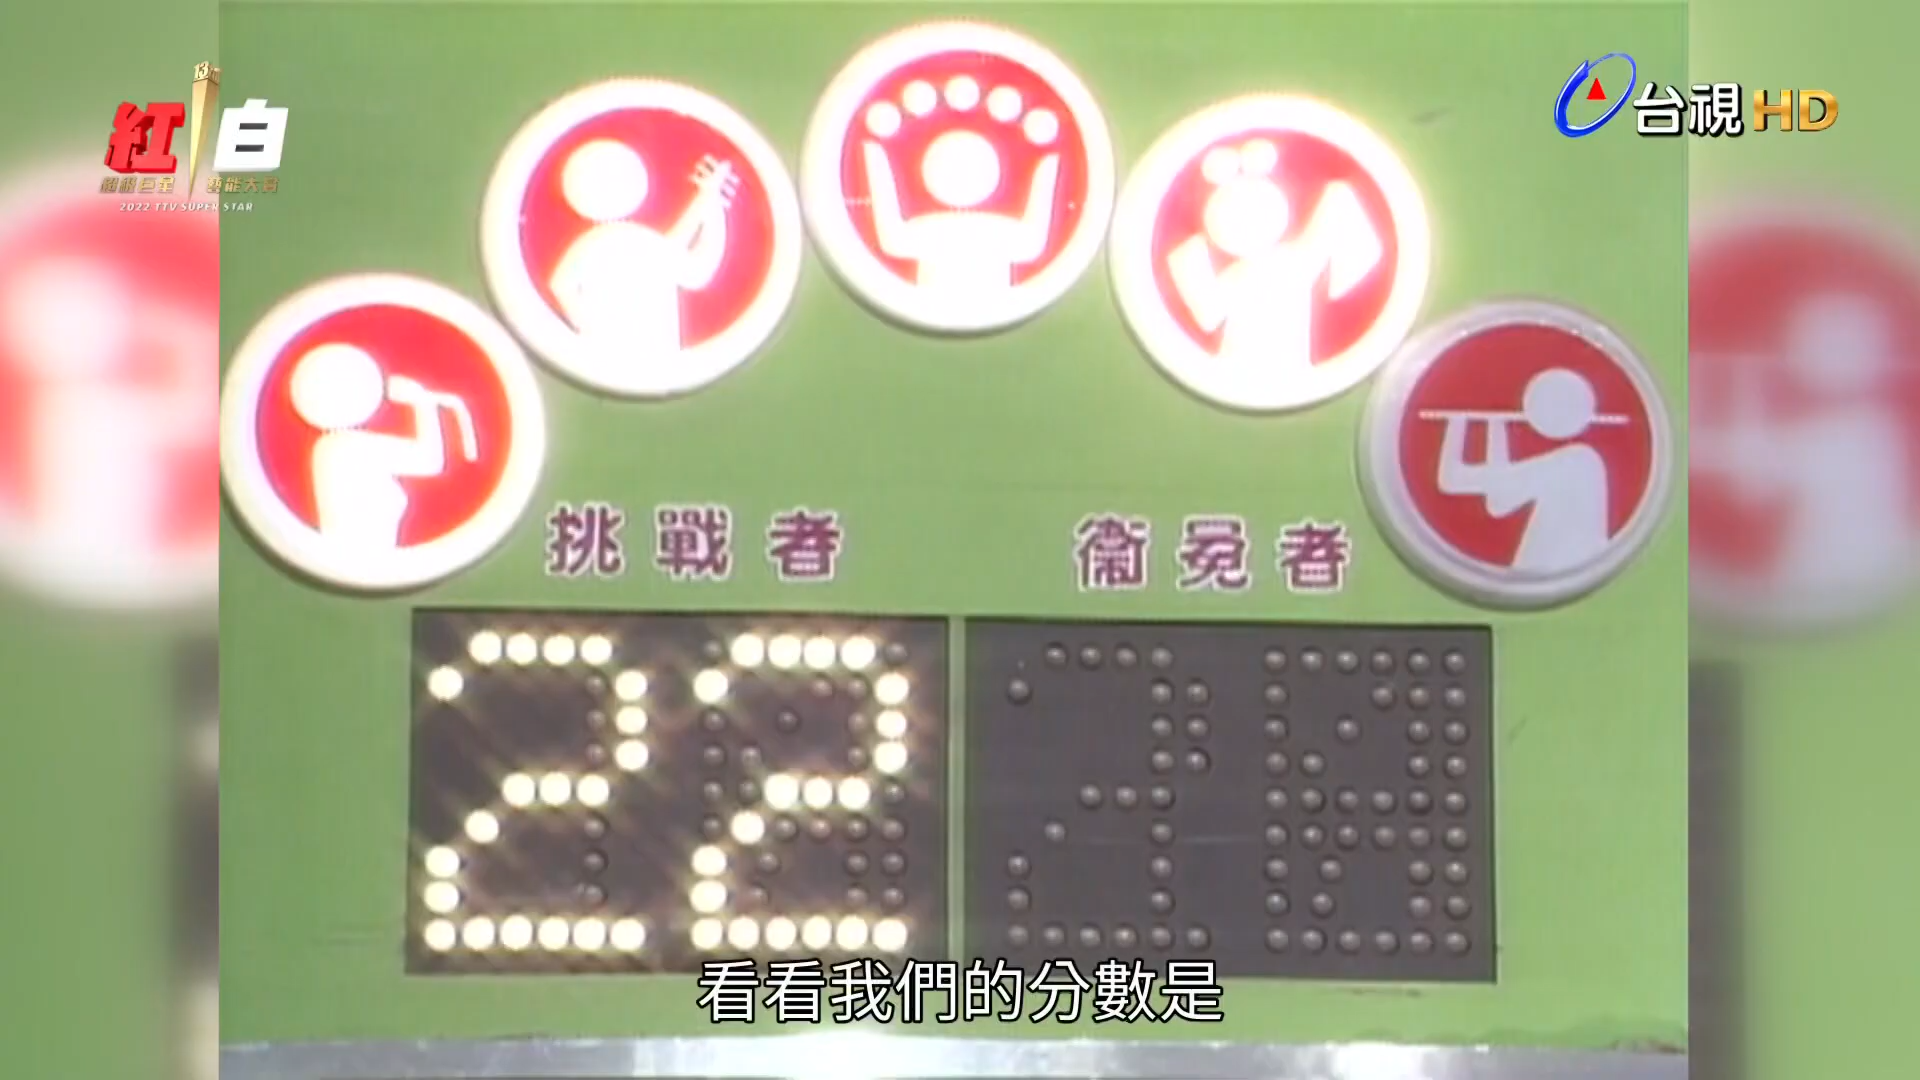 13th
紅白
超級巨星 藝能大賞
2022 TTV SUPER STAR
台視HD
挑戰者
衛冕者
22
看看我們的分數是